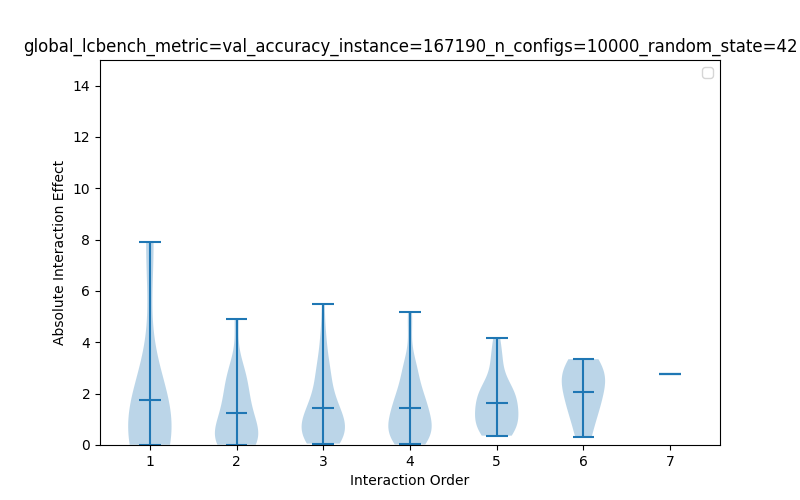 global_lcbench_metric=val_accuracy_instance=167190_n_configs=10000_random_state=42
14
12
10
8
6
4
2
0
Absolute Interaction Effect
1 2 3 4 5 6 7
Interaction Order